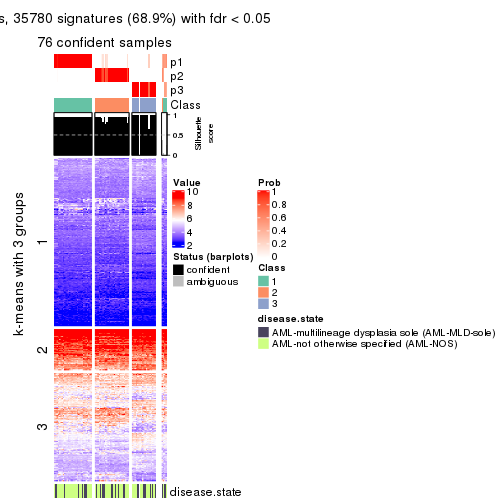 s, 35780 signatures (68.9%) with fdr < 0.05
76 confident samples
p1
p2
p3
Class
1
0.5
0
Silhouette
score
k-means with 3 groups
1
2
3
Value
10
8
6
4
2
Status (barplots)
confident
ambiguous
Prob
1
0.8
0.6
0.4
0.2
0
Class
1
2
3
disease.state
AML-multilineage dysplasia sole (AML-MLD-sole)
AML-not otherwise specified (AML-NOS)
disease.state